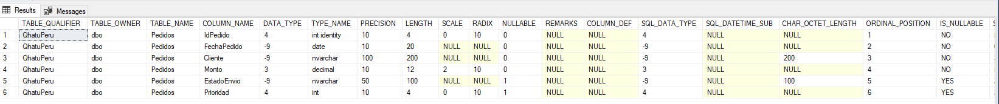 Results Messages
TABLE_QUALIFIER TABLE_OWNER TABLE_NAME COLUMN_NAME DATA_TYPE TYPE_NAME PRECISION LENGTH SCALE RADIX NULLABLE REMARKS COLUMN_DEF SQL_DATA_TYPE SQL_DATETIME_SUB CHAR_OCTET_LENGTH ORDINAL_POSITION IS_NULLABLE S
1 QhatuPeru dbo Pedidos IdPedido 4 int identity 10 4 0 10 0 NULL NULL 4 NULL NULL 1 NO
2 QhatuPeru dbo Pedidos FechaPedido -9 date 10 20 NULL NULL 0 NULL NULL -9 NULL NULL 2 NO
3 QhatuPeru dbo Pedidos Cliente -9 nvarchar 100 200 NULL NULL 0 NULL NULL -9 NULL 200 3 NO
4 QhatuPeru dbo Pedidos Monto 3 decimal 10 12 2 10 0 NULL NULL 3 NULL NULL 4 NO
5 QhatuPeru dbo Pedidos EstadoEnvio -9 nvarchar 50 100 NULL NULL 1 NULL NULL -9 NULL 100 5 YES
6 QhatuPeru dbo Pedidos Prioridad 4 int 10 4 0 10 1 NULL NULL 4 NULL NULL 6 YES